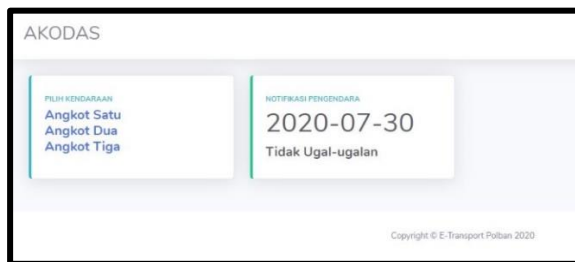 AKODAS
PILIH KENDARAAN
Angkot Satu
Angkot Dua
Angkot Tiga
NOTIFIKASI PENGENDARA
2020-07-30
Tidak Ugal-ugalan
Copyright © E-Transport Polban 2020